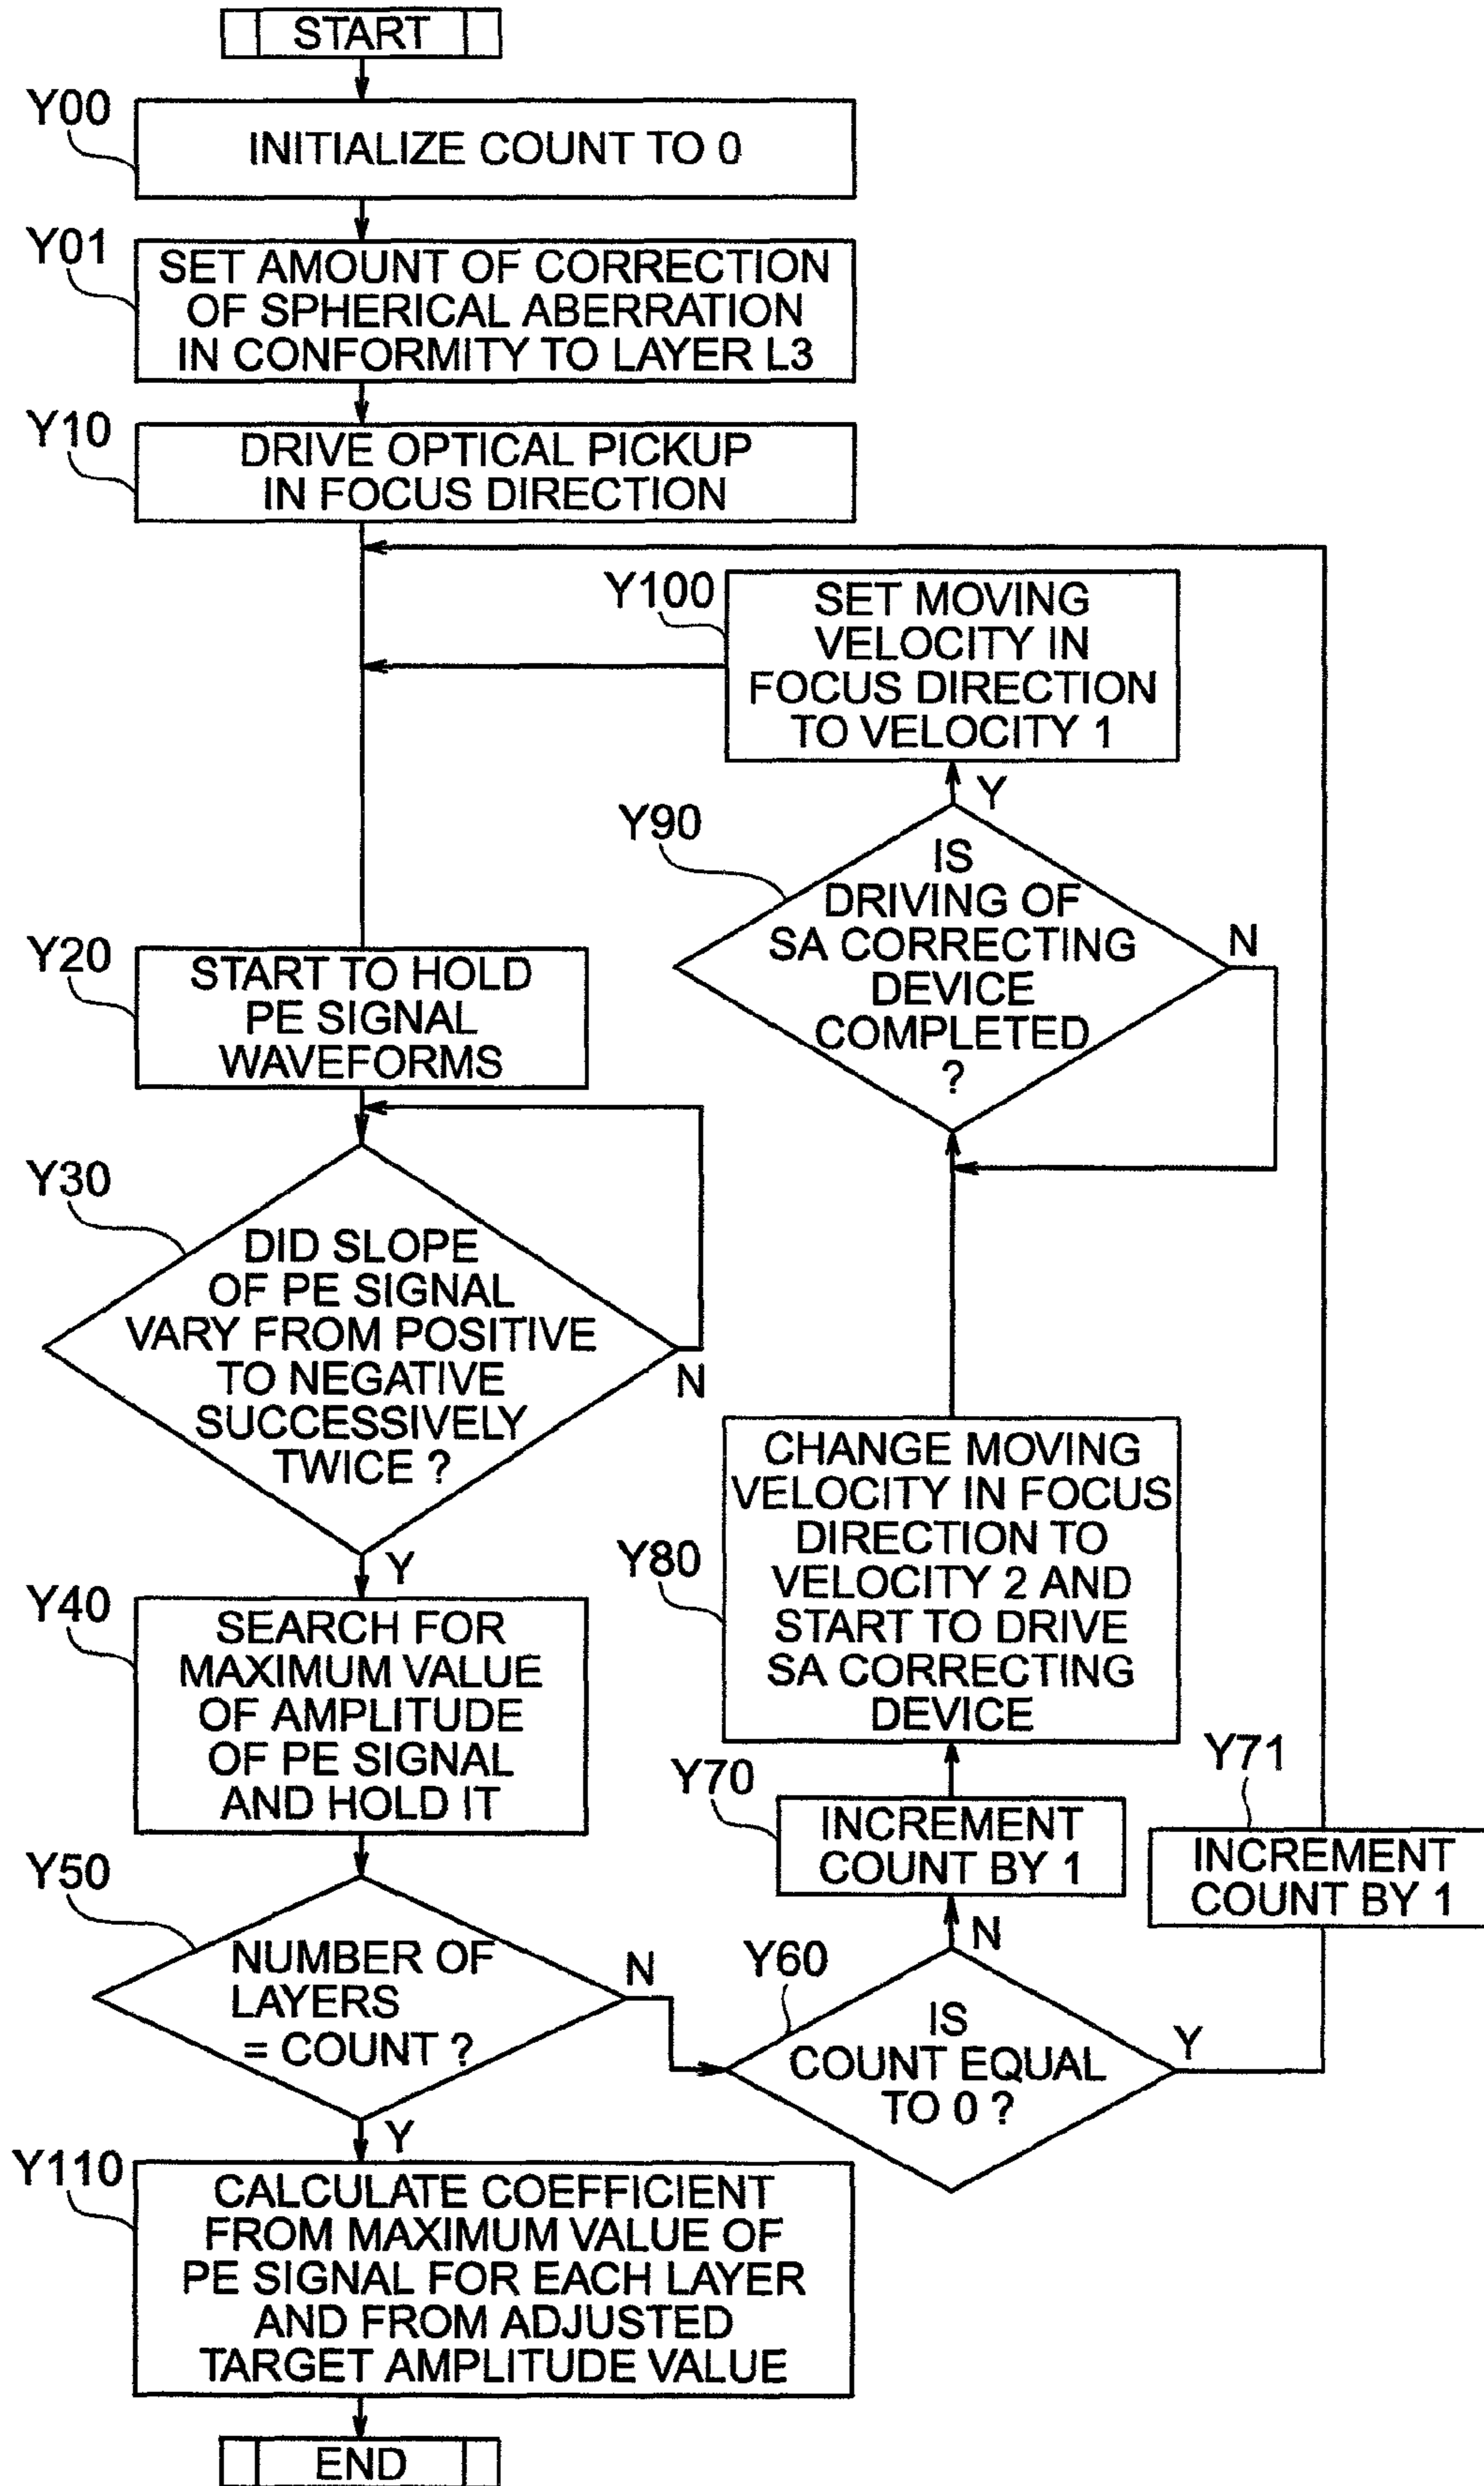 START
Y00
INITIALIZE COUNT TO 0
Y01
SET AMOUNT OF CORRECTION
OF SPHERICAL ABERRATION
IN CONFORMITY TO LAYER L3
Y10
DRIVE OPTICAL PICKUP
IN FOCUS DIRECTION
Y100
SET MOVING
VELOCITY IN
FOCUS DIRECTION
TO VELOCITY 1
Y
Y90
IS
DRIVING OF
SA CORRECTING
DEVICE
COMPLETED
?
N
Y20
START TO HOLD
PE SIGNAL
WAVEFORMS
Y30
DID SLOPE
OF PE SIGNAL
VARY FROM POSITIVE
TO NEGATIVE
SUCCESSIVELY
TWICE ?
N
Y
Y80
CHANGE MOVING
VELOCITY IN FOCUS
DIRECTION TO
VELOCITY 2 AND
START TO DRIVE
SA CORRECTING
DEVICE
Y40
SEARCH FOR
MAXIMUM VALUE
OF AMPLITUDE
OF PE SIGNAL
AND HOLD IT
Y70
INCREMENT
COUNT BY 1
Y71
INCREMENT
COUNT BY 1
Y50
NUMBER OF
LAYERS
= COUNT ?
N
Y
Y60
IS
COUNT EQUAL
TO 0 ?
N
Y
Y110
CALCULATE COEFFICIENT
FROM MAXIMUM VALUE OF
PE SIGNAL FOR EACH LAYER
AND FROM ADJUSTED
TARGET AMPLITUDE VALUE
END